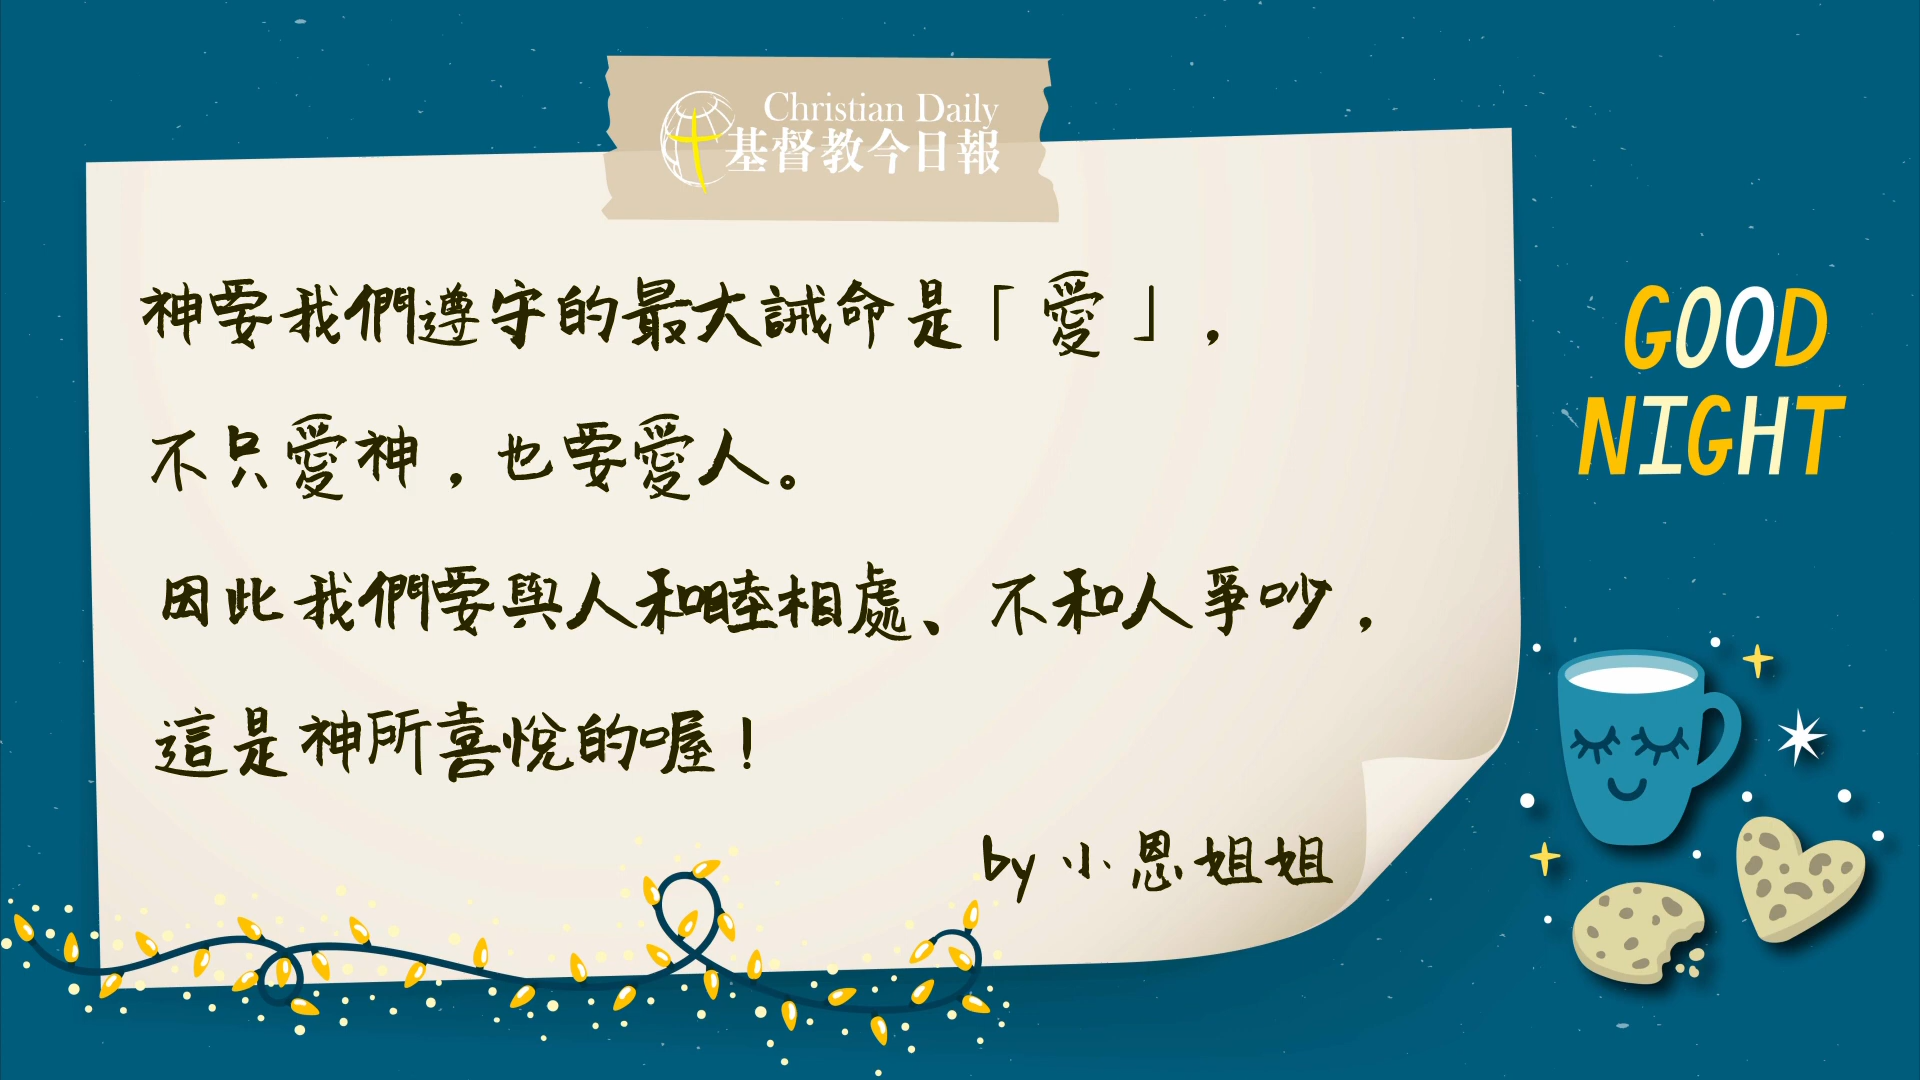 Christian Daily
基督教今日報
神要我們遵守的最大誡命是「愛」，
不只愛神，也要愛人。
因此我們要與人和睦相處、不和人爭吵，
這是神所喜悅的喔！
by 小恩姐姐
GOOD
NIGHT